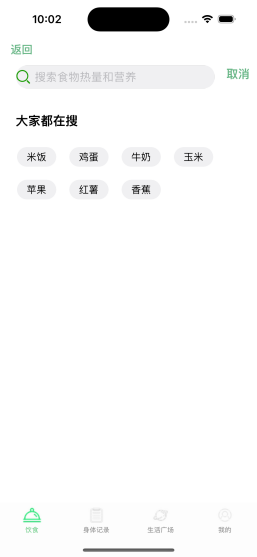 10:02
返回
搜索食物热量和营养
取消
大家都在搜
米饭 鸡蛋 牛奶 玉米
苹果 红薯 香蕉
饮食 身体记录 生活广场 我的